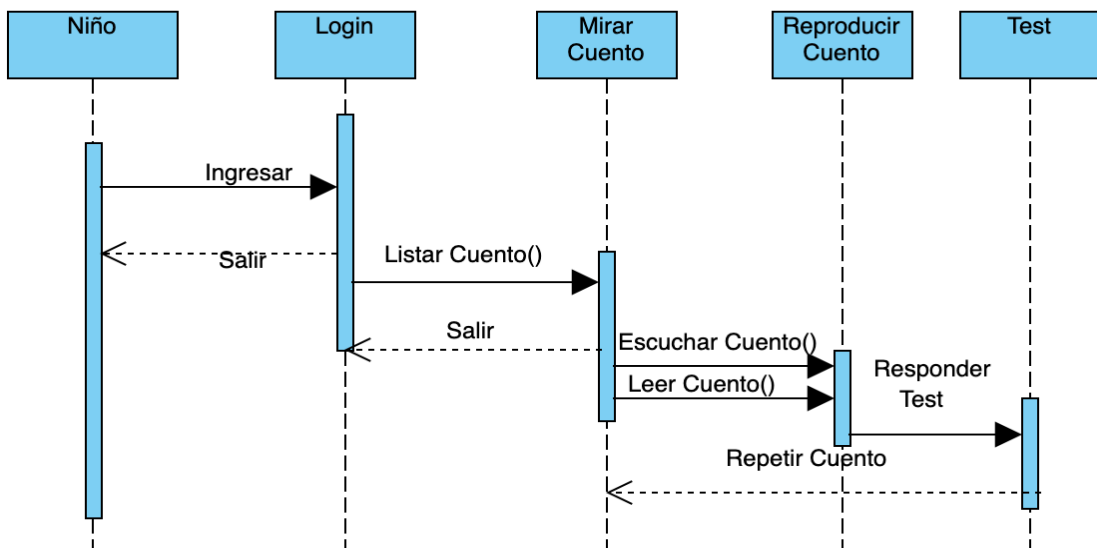 Niño
Login
Mirar
Cuento
Reproducir
Cuento
Test
Ingresar
Salir
Listar Cuento()
Salir
Escuchar Cuento()
Leer Cuento()
Responder
Test
Repetir Cuento